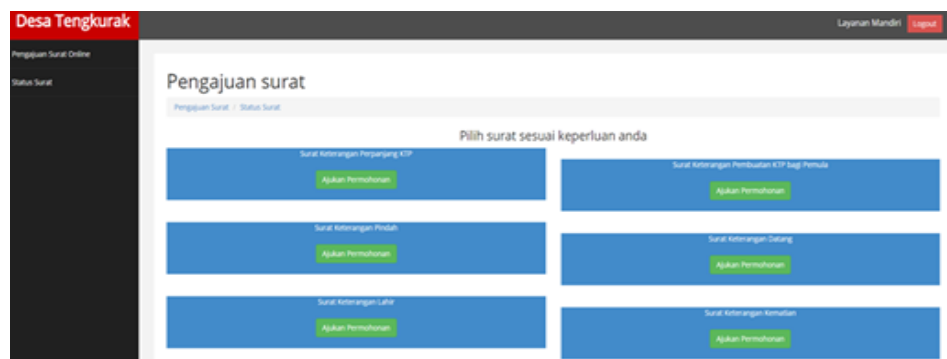 Desa Tengkurak
Layanan Mandiri Logout
Pengajuan Surat Online
Status Surat
Pengajuan surat
Pengajuan Surat / Status Surat
Pilih surat sesuai keperluan anda
Surat Keterangan Perpanjang KTP
Ajukan Permohonan
Surat Keterangan Pembuatan KTP bagi Pemula
Ajukan Permohonan
Surat Keterangan Pindah
Ajukan Permohonan
Surat Keterangan Datang
Ajukan Permohonan
Surat Keterangan Lahir
Ajukan Permohonan
Surat Keterangan Kematian
Ajukan Permohonan